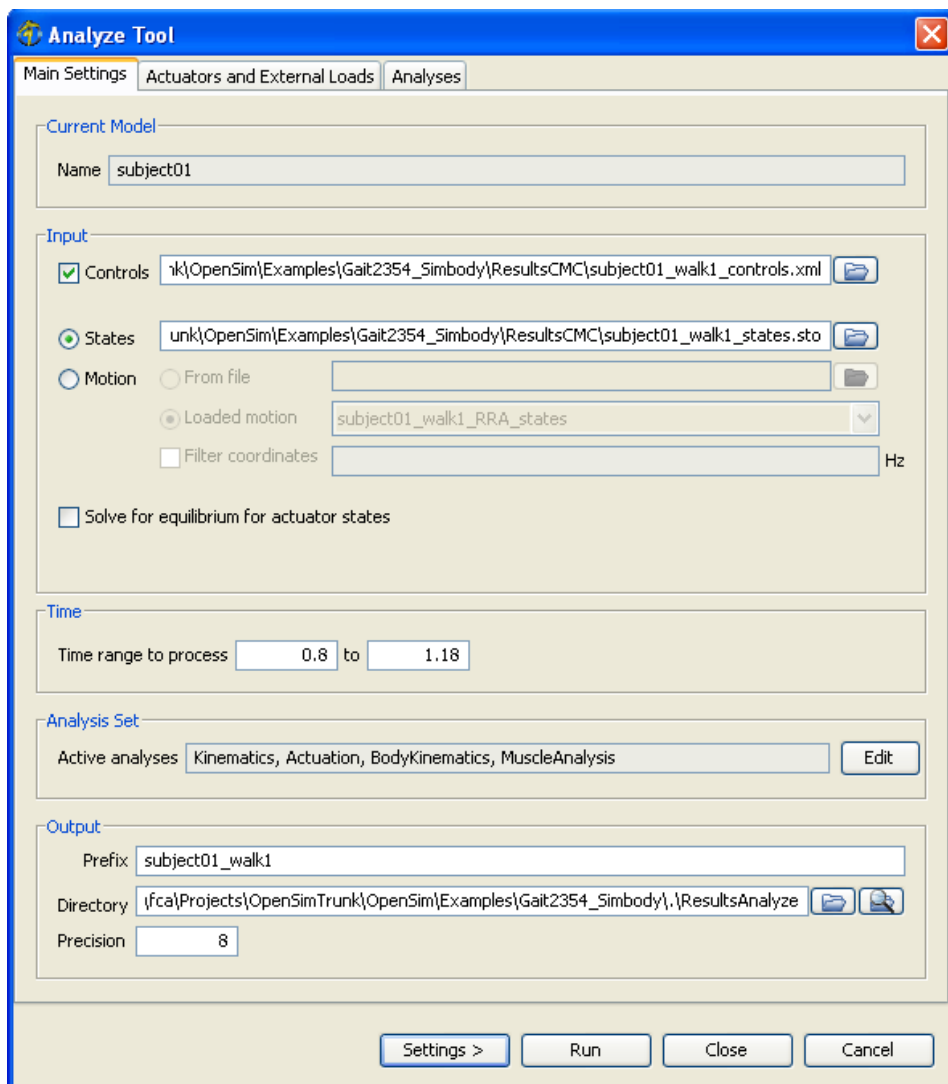 Analyze Tool
Main Settings Actuators and External Loads Analyses
Current Model
Name subject01
Input
Controls ık\OpenSim\Examples\Gait2354_Simbody\ResultsCMC\subject01_walk1_controls.xml
States unk\OpenSim\Examples\Gait2354_Simbody\ResultsCMC\subject01_walk1_states.sto
Motion From file
Loaded motion subject01_walk1_RRA_states
Filter coordinates Hz
Solve for equilibrium for actuator states
Time
Time range to process 0.8 to 1.18
Analysis Set
Active analyses Kinematics, Actuation, BodyKinematics, MuscleAnalysis Edit
Output
Prefix subject01_walk1
Directory \fca\Projects\OpenSimTrunk\OpenSim\Examples\Gait2354_Simbody\.\ResultsAnalyze
Precision 8
Settings > Run Close Cancel